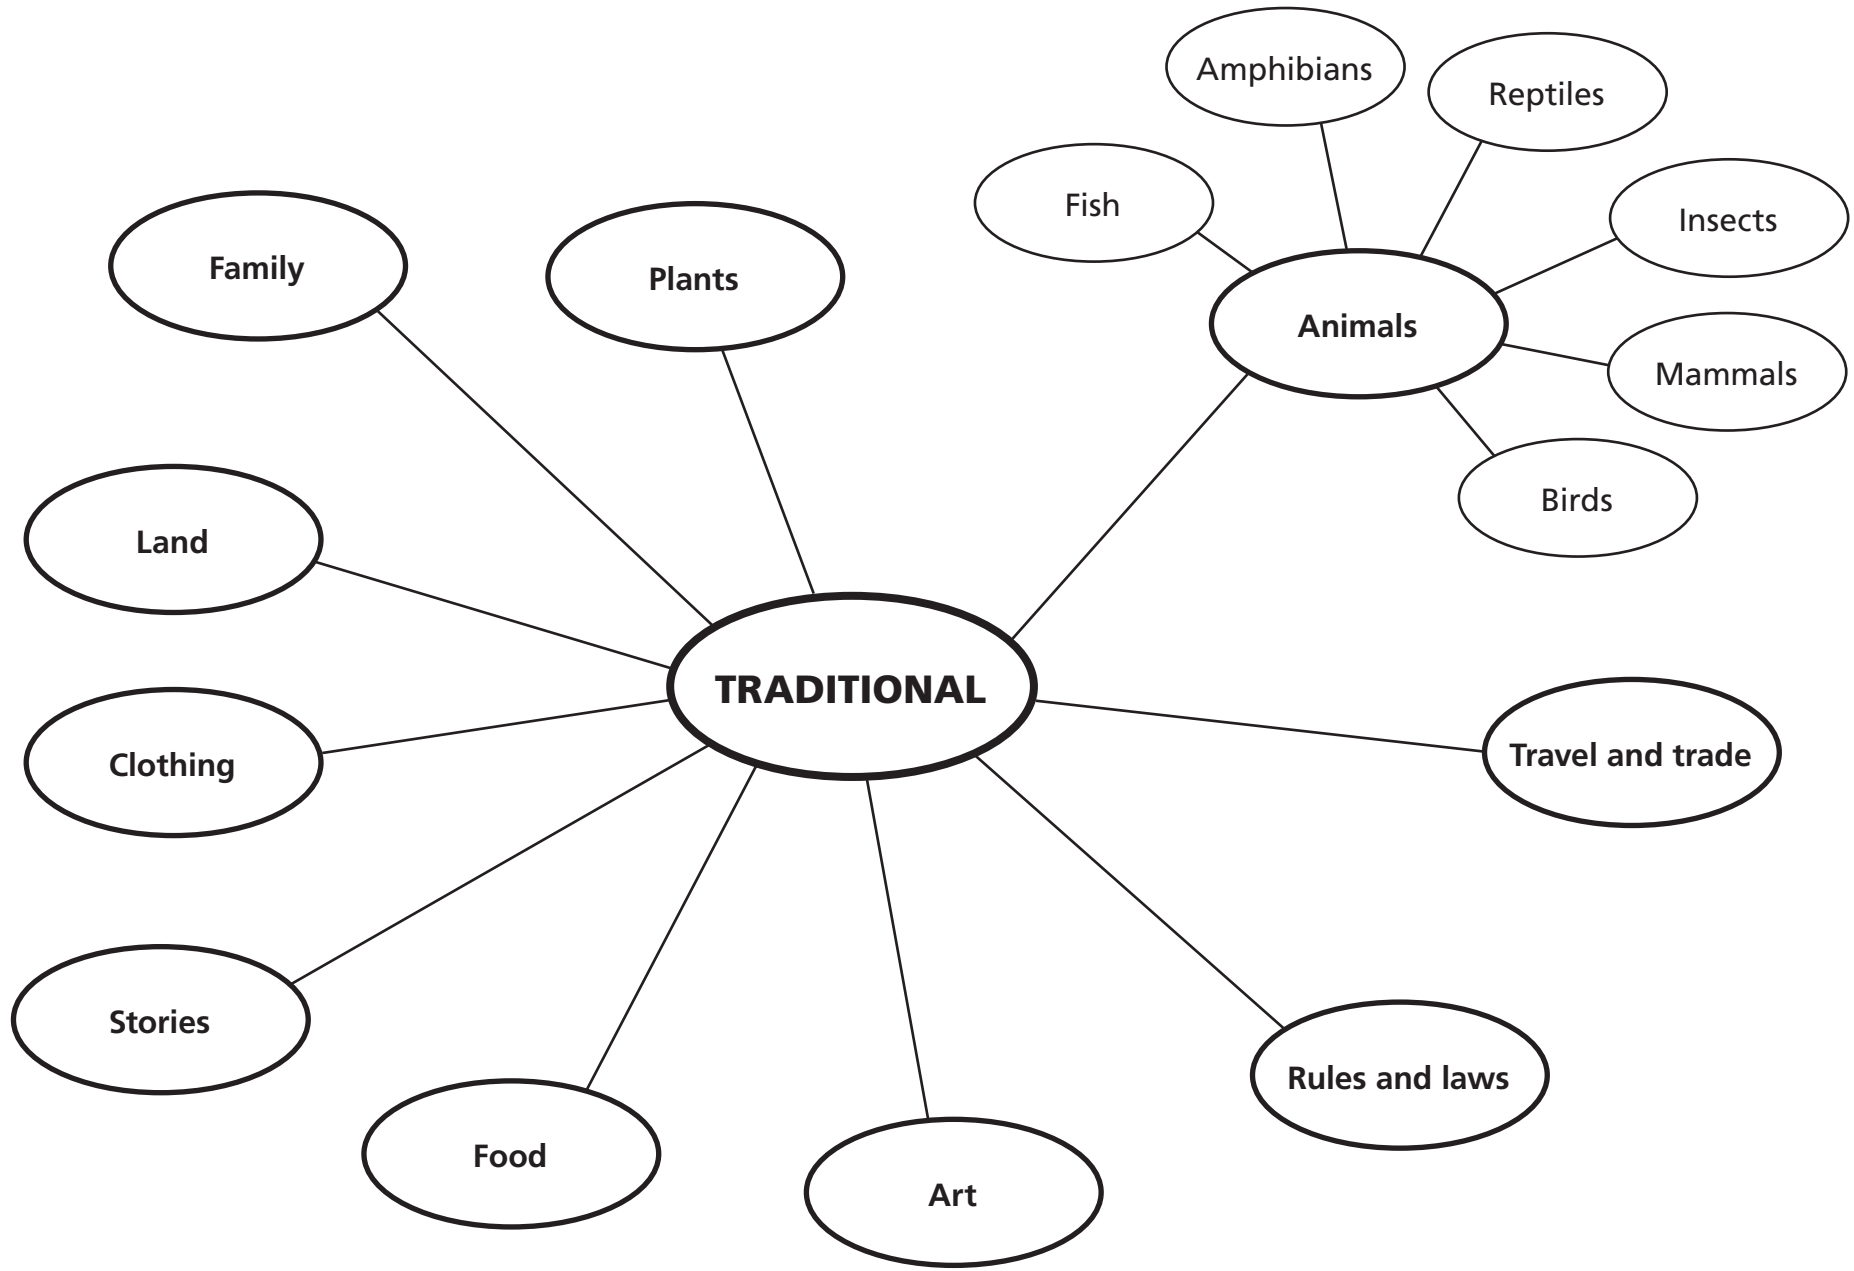 Amphibians
Reptiles
Fish
Insects
Family
Plants
Animals
Mammals
Birds
Land
TRADITIONAL
Clothing
Travel and trade
Stories
Rules and laws
Food
Art